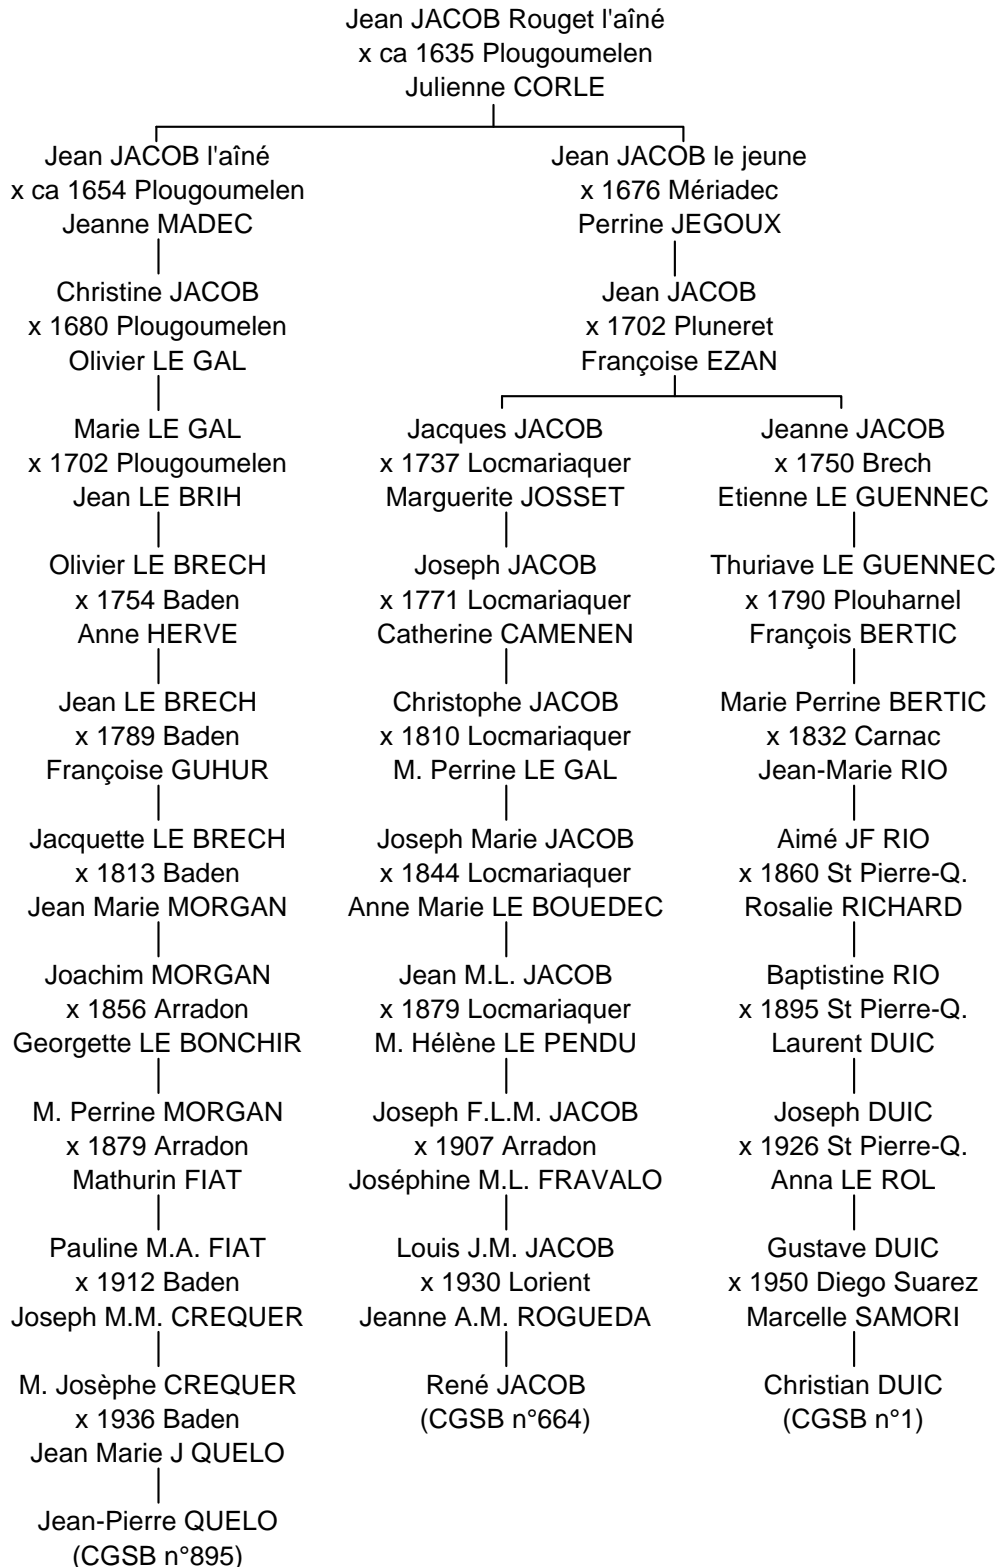 Jean JACOB Rouget l'aîné
x ca 1635 Plougoumelen
Julienne CORLE
Jean JACOB l'aîné
x ca 1654 Plougoumelen
Jeanne MADEC
Christine JACOB
x 1680 Plougoumelen
Olivier LE GAL
Marie LE GAL
x 1702 Plougoumelen
Jean LE BRIH
Olivier LE BRECH
x 1754 Baden
Anne HERVE
Jean LE BRECH
x 1789 Baden
Françoise GUHUR
Jacquette LE BRECH
x 1813 Baden
Jean Marie MORGAN
Joachim MORGAN
x 1856 Arradon
Georgette LE BONCHIR
M. Perrine MORGAN
x 1879 Arradon
Mathurin FIAT
Pauline M.A. FIAT
x 1912 Baden
Joseph M.M. CREQUER
M. Josèphe CREQUER
x 1936 Baden
Jean Marie J QUELO
Jean-Pierre QUELO
(CGSB n°895)
Jean JACOB le jeune
x 1676 Mériadec
Perrine JEGOUX
Jean JACOB
x 1702 Pluneret
Françoise EZAN
Jacques JACOB
x 1737 Locmariaquer
Marguerite JOSSET
Joseph JACOB
x 1771 Locmariaquer
Catherine CAMENEN
Christophe JACOB
x 1810 Locmariaquer
M. Perrine LE GAL
Joseph Marie JACOB
x 1844 Locmariaquer
Anne Marie LE BOUEDEC
Jean M.L. JACOB
x 1879 Locmariaquer
M. Hélène LE PENDU
Joseph F.L.M. JACOB
x 1907 Arradon
Joséphine M.L. FRAVALO
Louis J.M. JACOB
x 1930 Lorient
Jeanne A.M. ROGUEDA
René JACOB
(CGSB n°664)
Jeanne JACOB
x 1750 Brech
Etienne LE GUENNEC
Thuriave LE GUENNEC
x 1790 Plouharnel
François BERTIC
Marie Perrine BERTIC
x 1832 Carnac
Jean-Marie RIO
Aimé JF RIO
x 1860 St Pierre-Q.
Rosalie RICHARD
Baptistine RIO
x 1895 St Pierre-Q.
Laurent DUIC
Joseph DUIC
x 1926 St Pierre-Q.
Anna LE ROL
Gustave DUIC
x 1950 Diego Suarez
Marcelle SAMORI
Christian DUIC
(CGSB n°1)